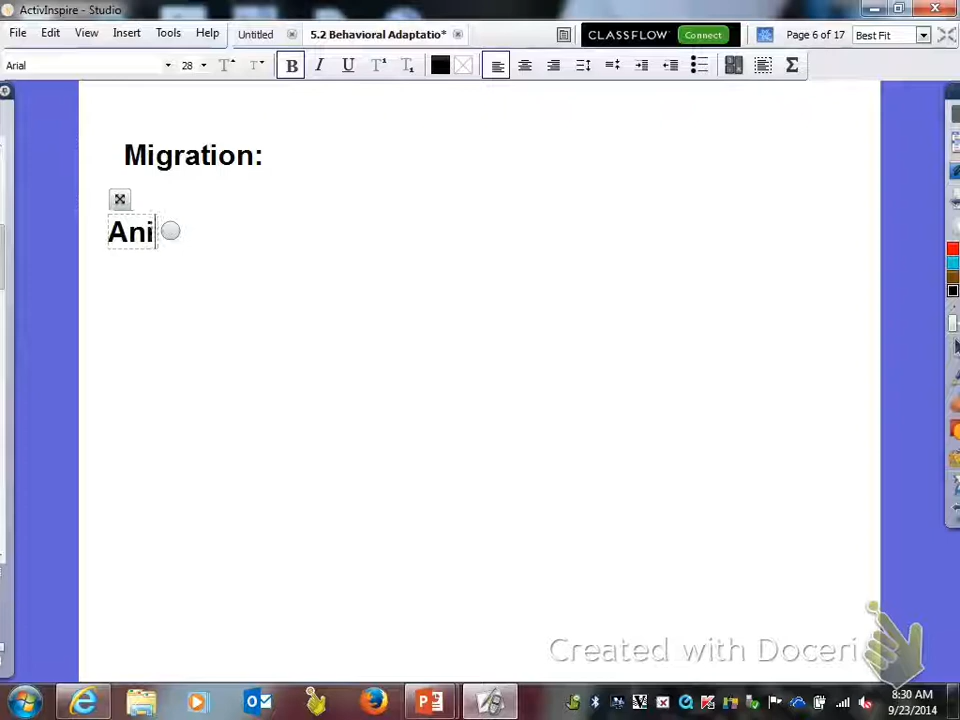 ActivInspire - Studio
File Edit View Insert Tools Help Untitled 5.2 Behavioral Adaptatio* CLASSFLOW Connect Page 6 of 17 Best Fit
Arial 28 T T B I U T T Σ
Migration:
Ani
Created with Doceri
8:30 AM
9/23/2014